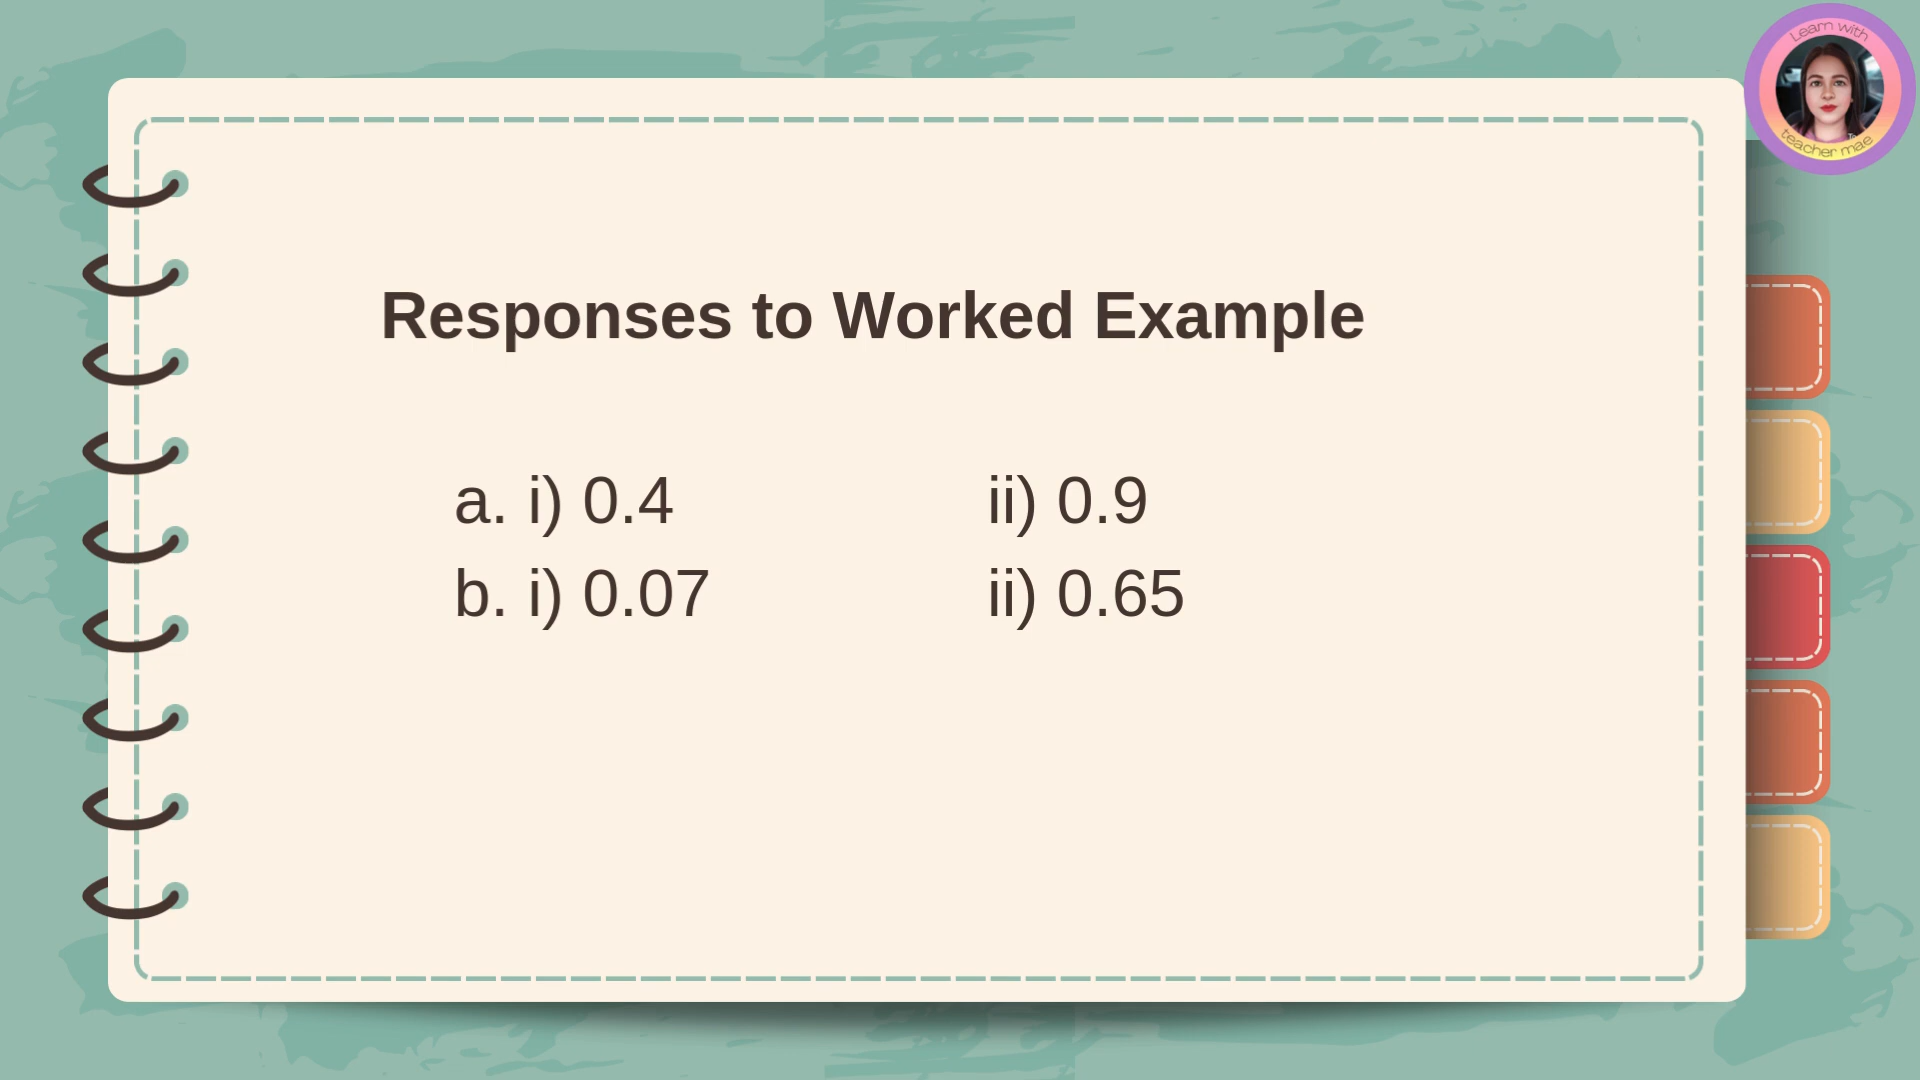 Learn with
teacher mae
Responses to Worked Example
a. i) 0.4 ii) 0.9
b. i) 0.07 ii) 0.65